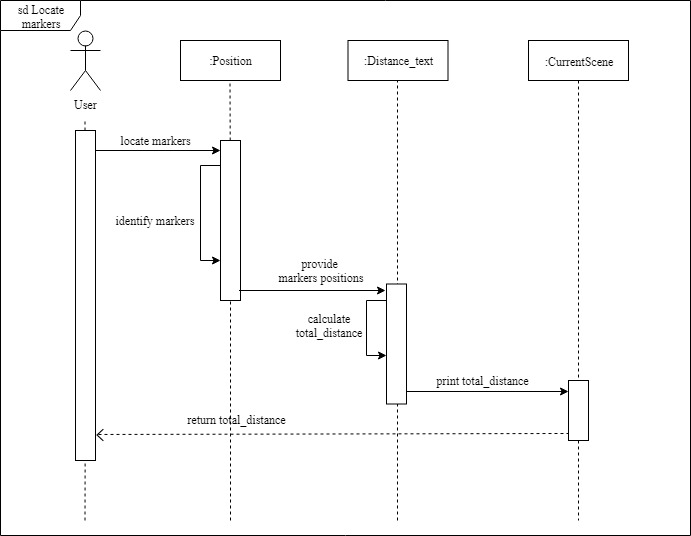 sd Locate
markers
:Position
:Distance_text
:CurrentScene
User
locate markers
identify markers
provide
markers positions
calculate
total_distance
print total_distance
return total_distance